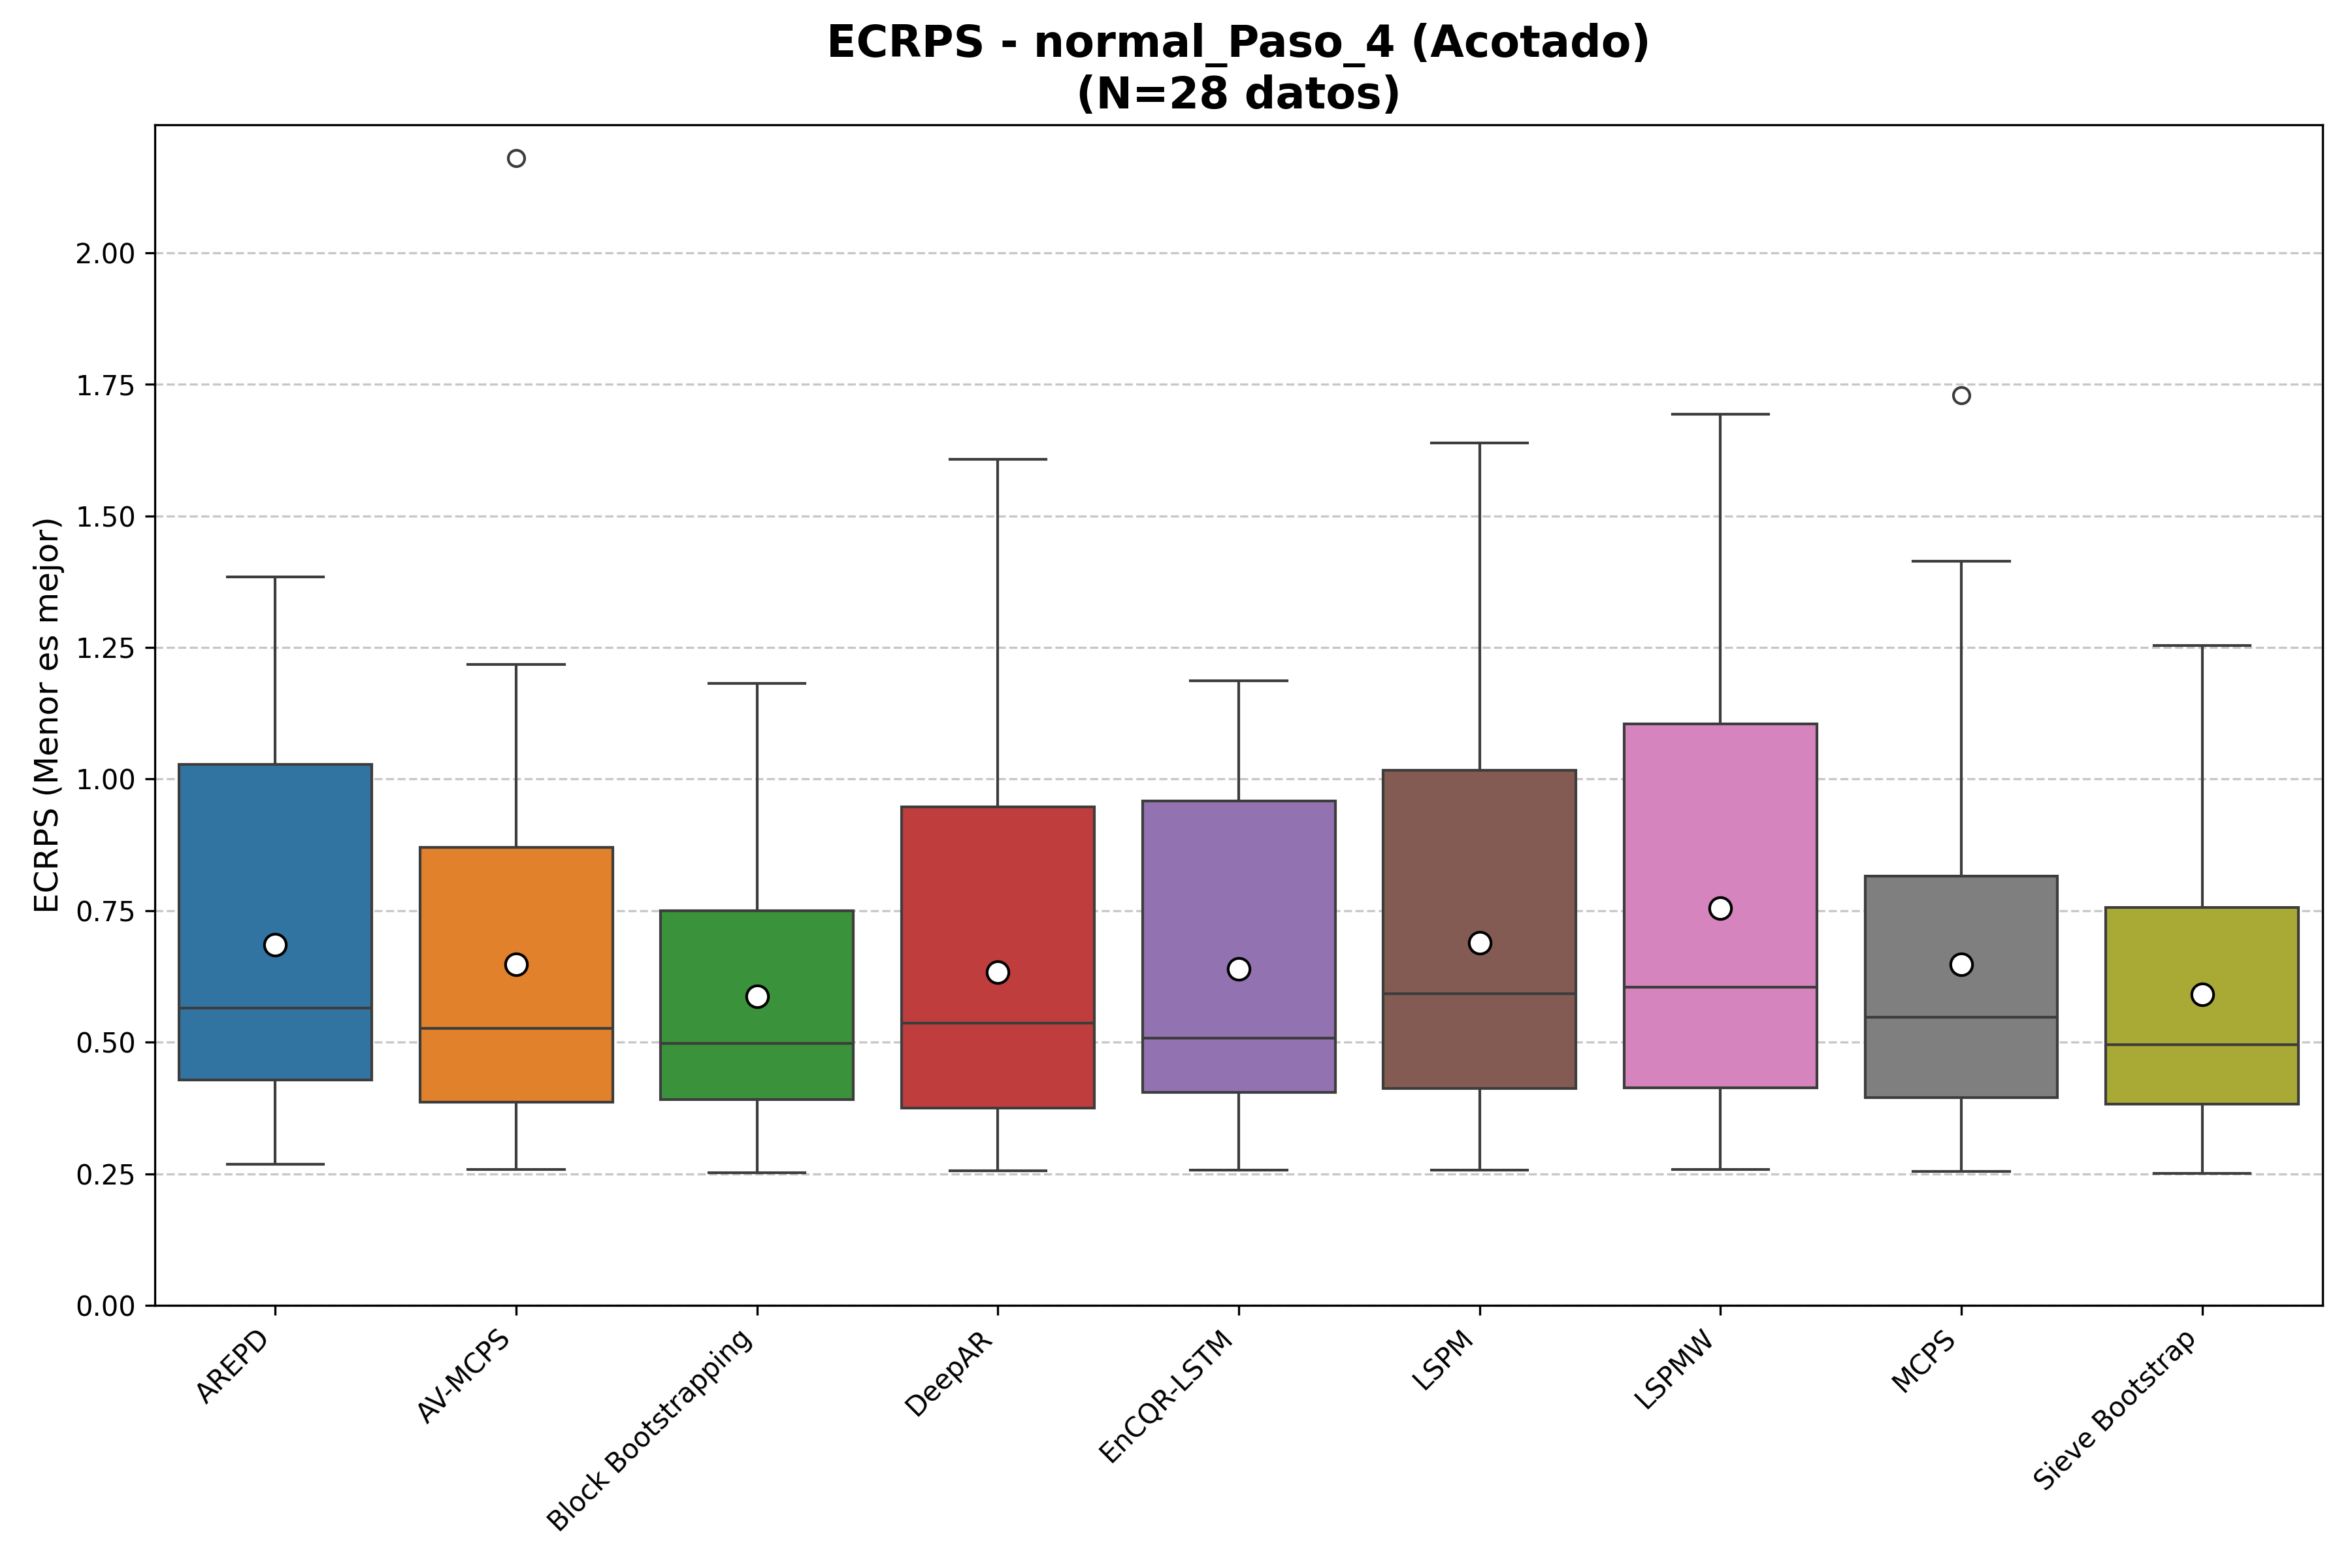 ECRPS - normal_Paso_4 (Acotado)
(N=28 datos)
ECRPS (Menor es mejor)
2.00
1.75
1.50
1.25
1.00
0.75
0.50
0.25
0.00
AREPD
AV-MCPS
Block Bootstrapping
DeepAR
EnCQR-LSTM
LSPM
LSPMW
MCPS
Sieve Bootstrap